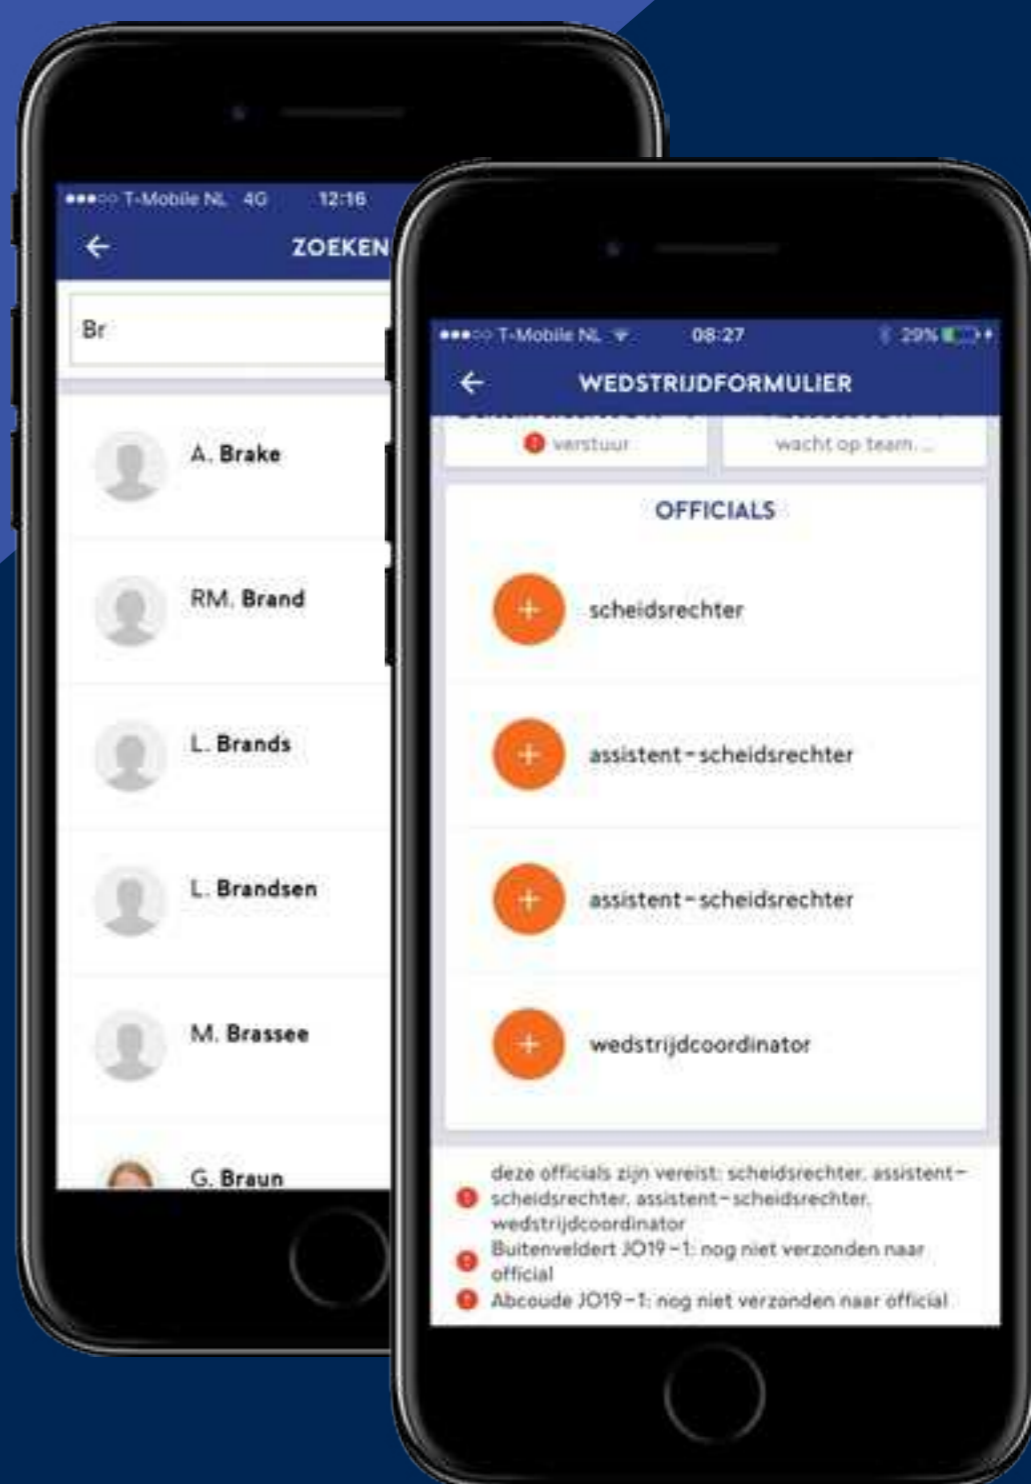 T-Mobile NL 4G 12:16
ZOEKEN
Br
A. Brake
RM. Brand
L. Brands
L. Brandsen
M. Brassee
G. Braun
T-Mobile NL 08:27 29%
WEDSTRIJDFORMULIER
verstuur
wacht op team...
OFFICIALS
scheidsrechter
assistent-scheidsrechter
assistent-scheidsrechter
wedstrijdcoordinator
deze officials zijn vereist: scheidsrechter, assistent-
scheidsrechter, assistent-scheidsrechter,
wedstrijdcoordinator
Buitenveldert JO19-1: nog niet verzonden naar
official
Abcoude JO19-1: nog niet verzonden naar official